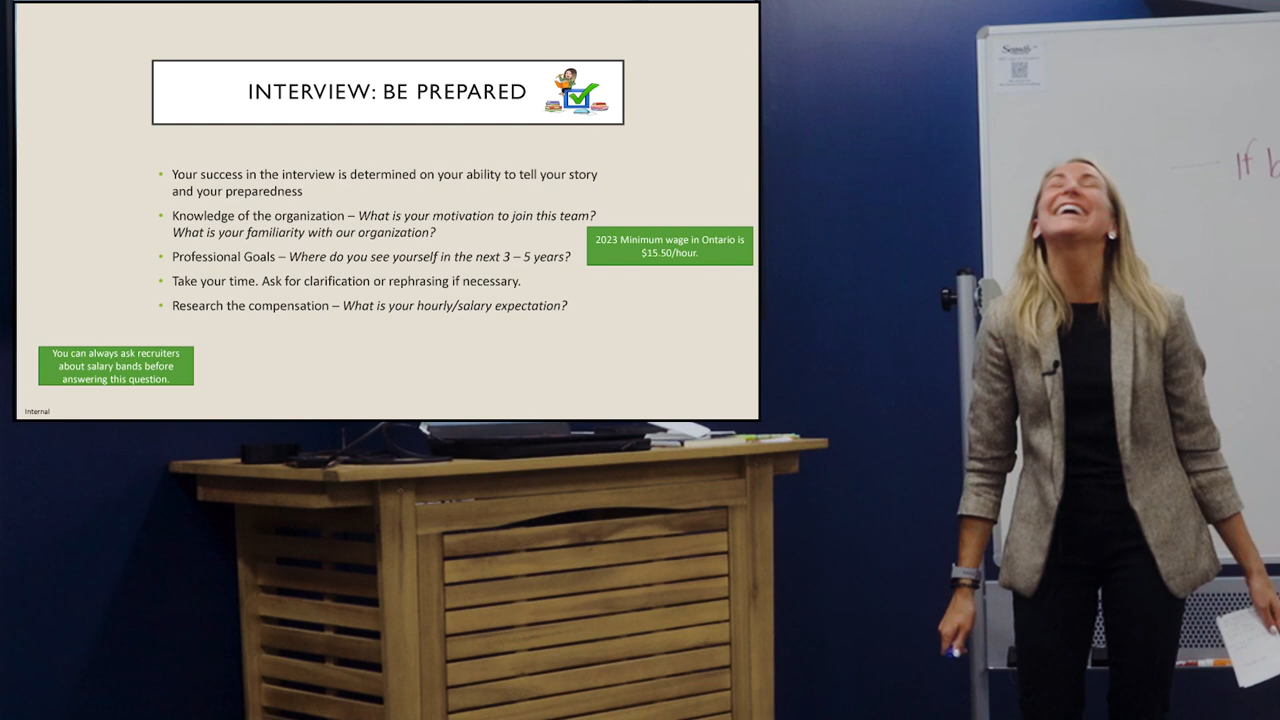 INTERVIEW: BE PREPARED
• Your success in the interview is determined on your ability to tell your story
and your preparedness
• Knowledge of the organization – What is your motivation to join this team?
What is your familiarity with our organization?
2023 Minimum wage in Ontario is
$15.50/hour.
• Professional Goals – Where do you see yourself in the next 3 – 5 years?
• Take your time. Ask for clarification or rephrasing if necessary.
• Research the compensation – What is your hourly/salary expectation?
You can always ask recruiters
about salary bands before
answering this question.
Internal
If